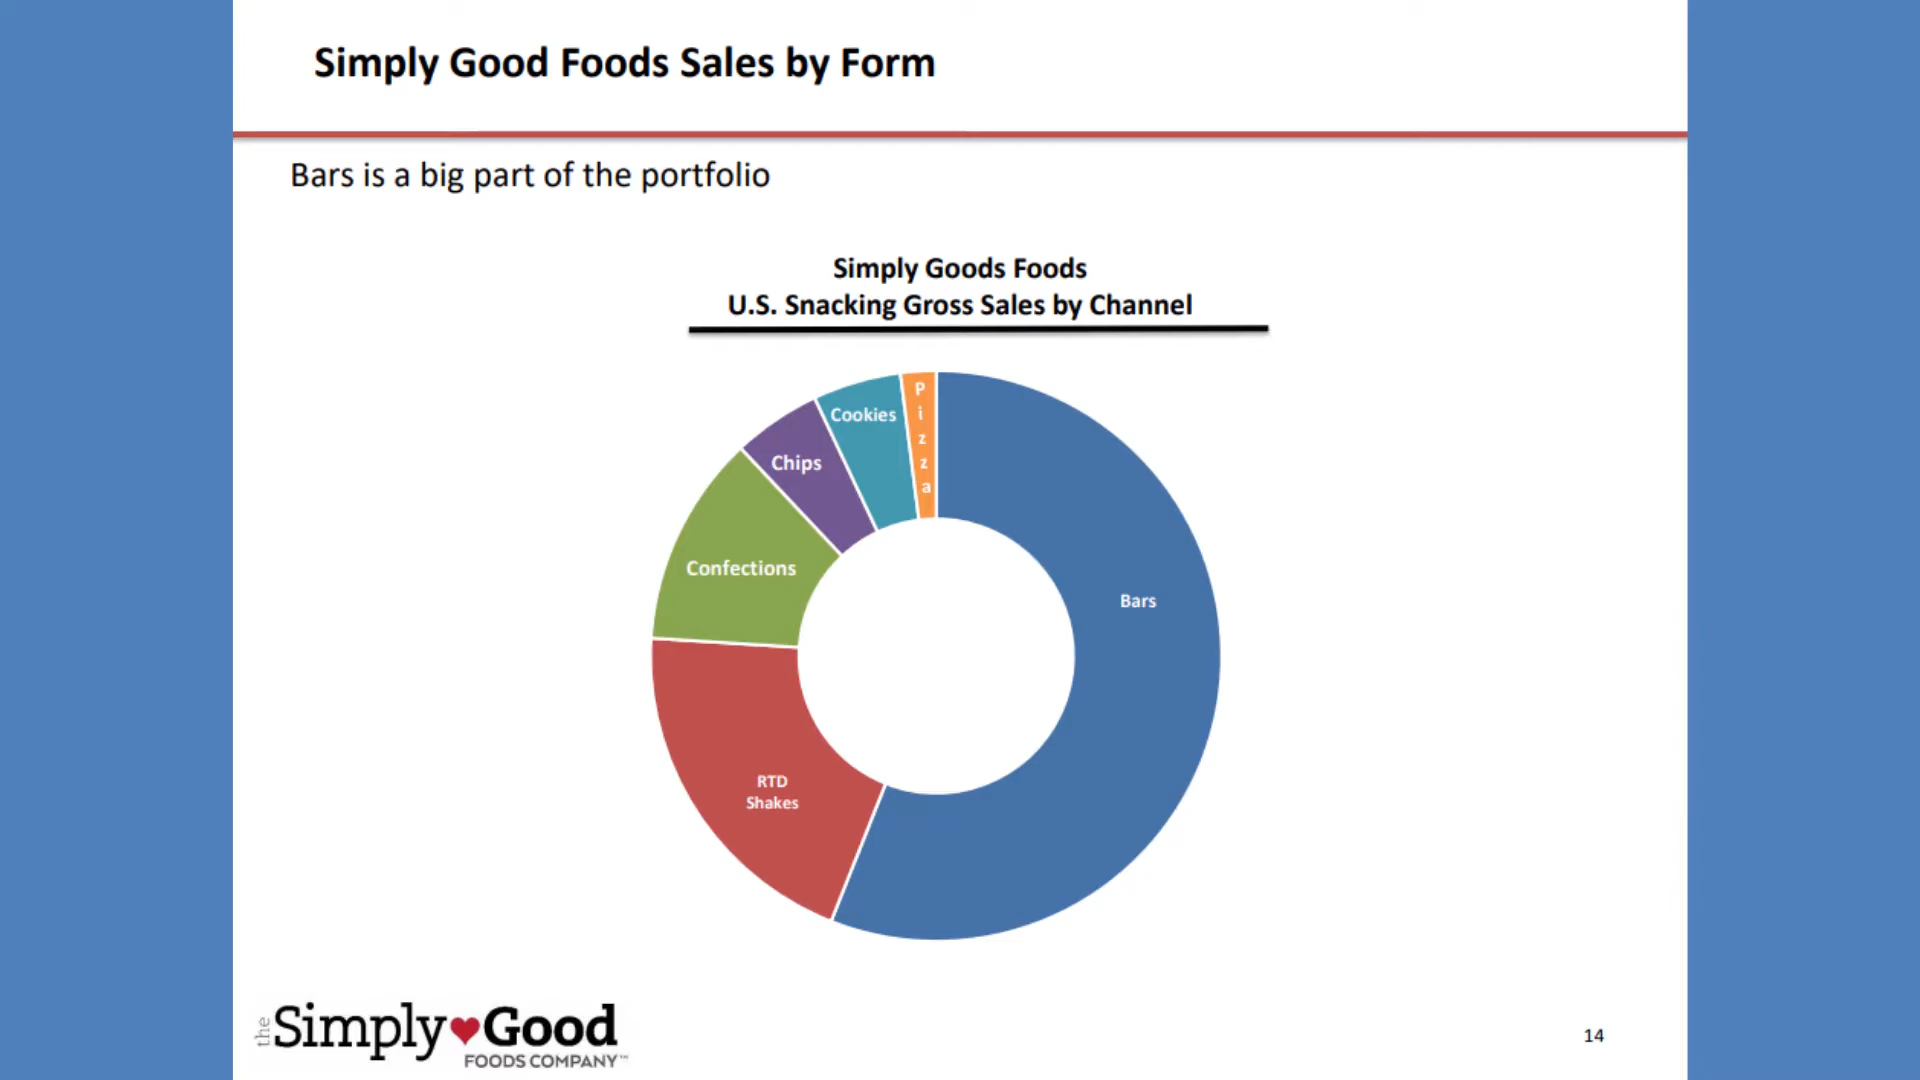 Simply Good Foods Sales by Form
Bars is a big part of the portfolio
Simply Goods Foods
U.S. Snacking Gross Sales by Channel
Pizza
Cookies
Chips
Confections
Bars
RTD
Shakes
the Simply Good
FOODS COMPANY™
14